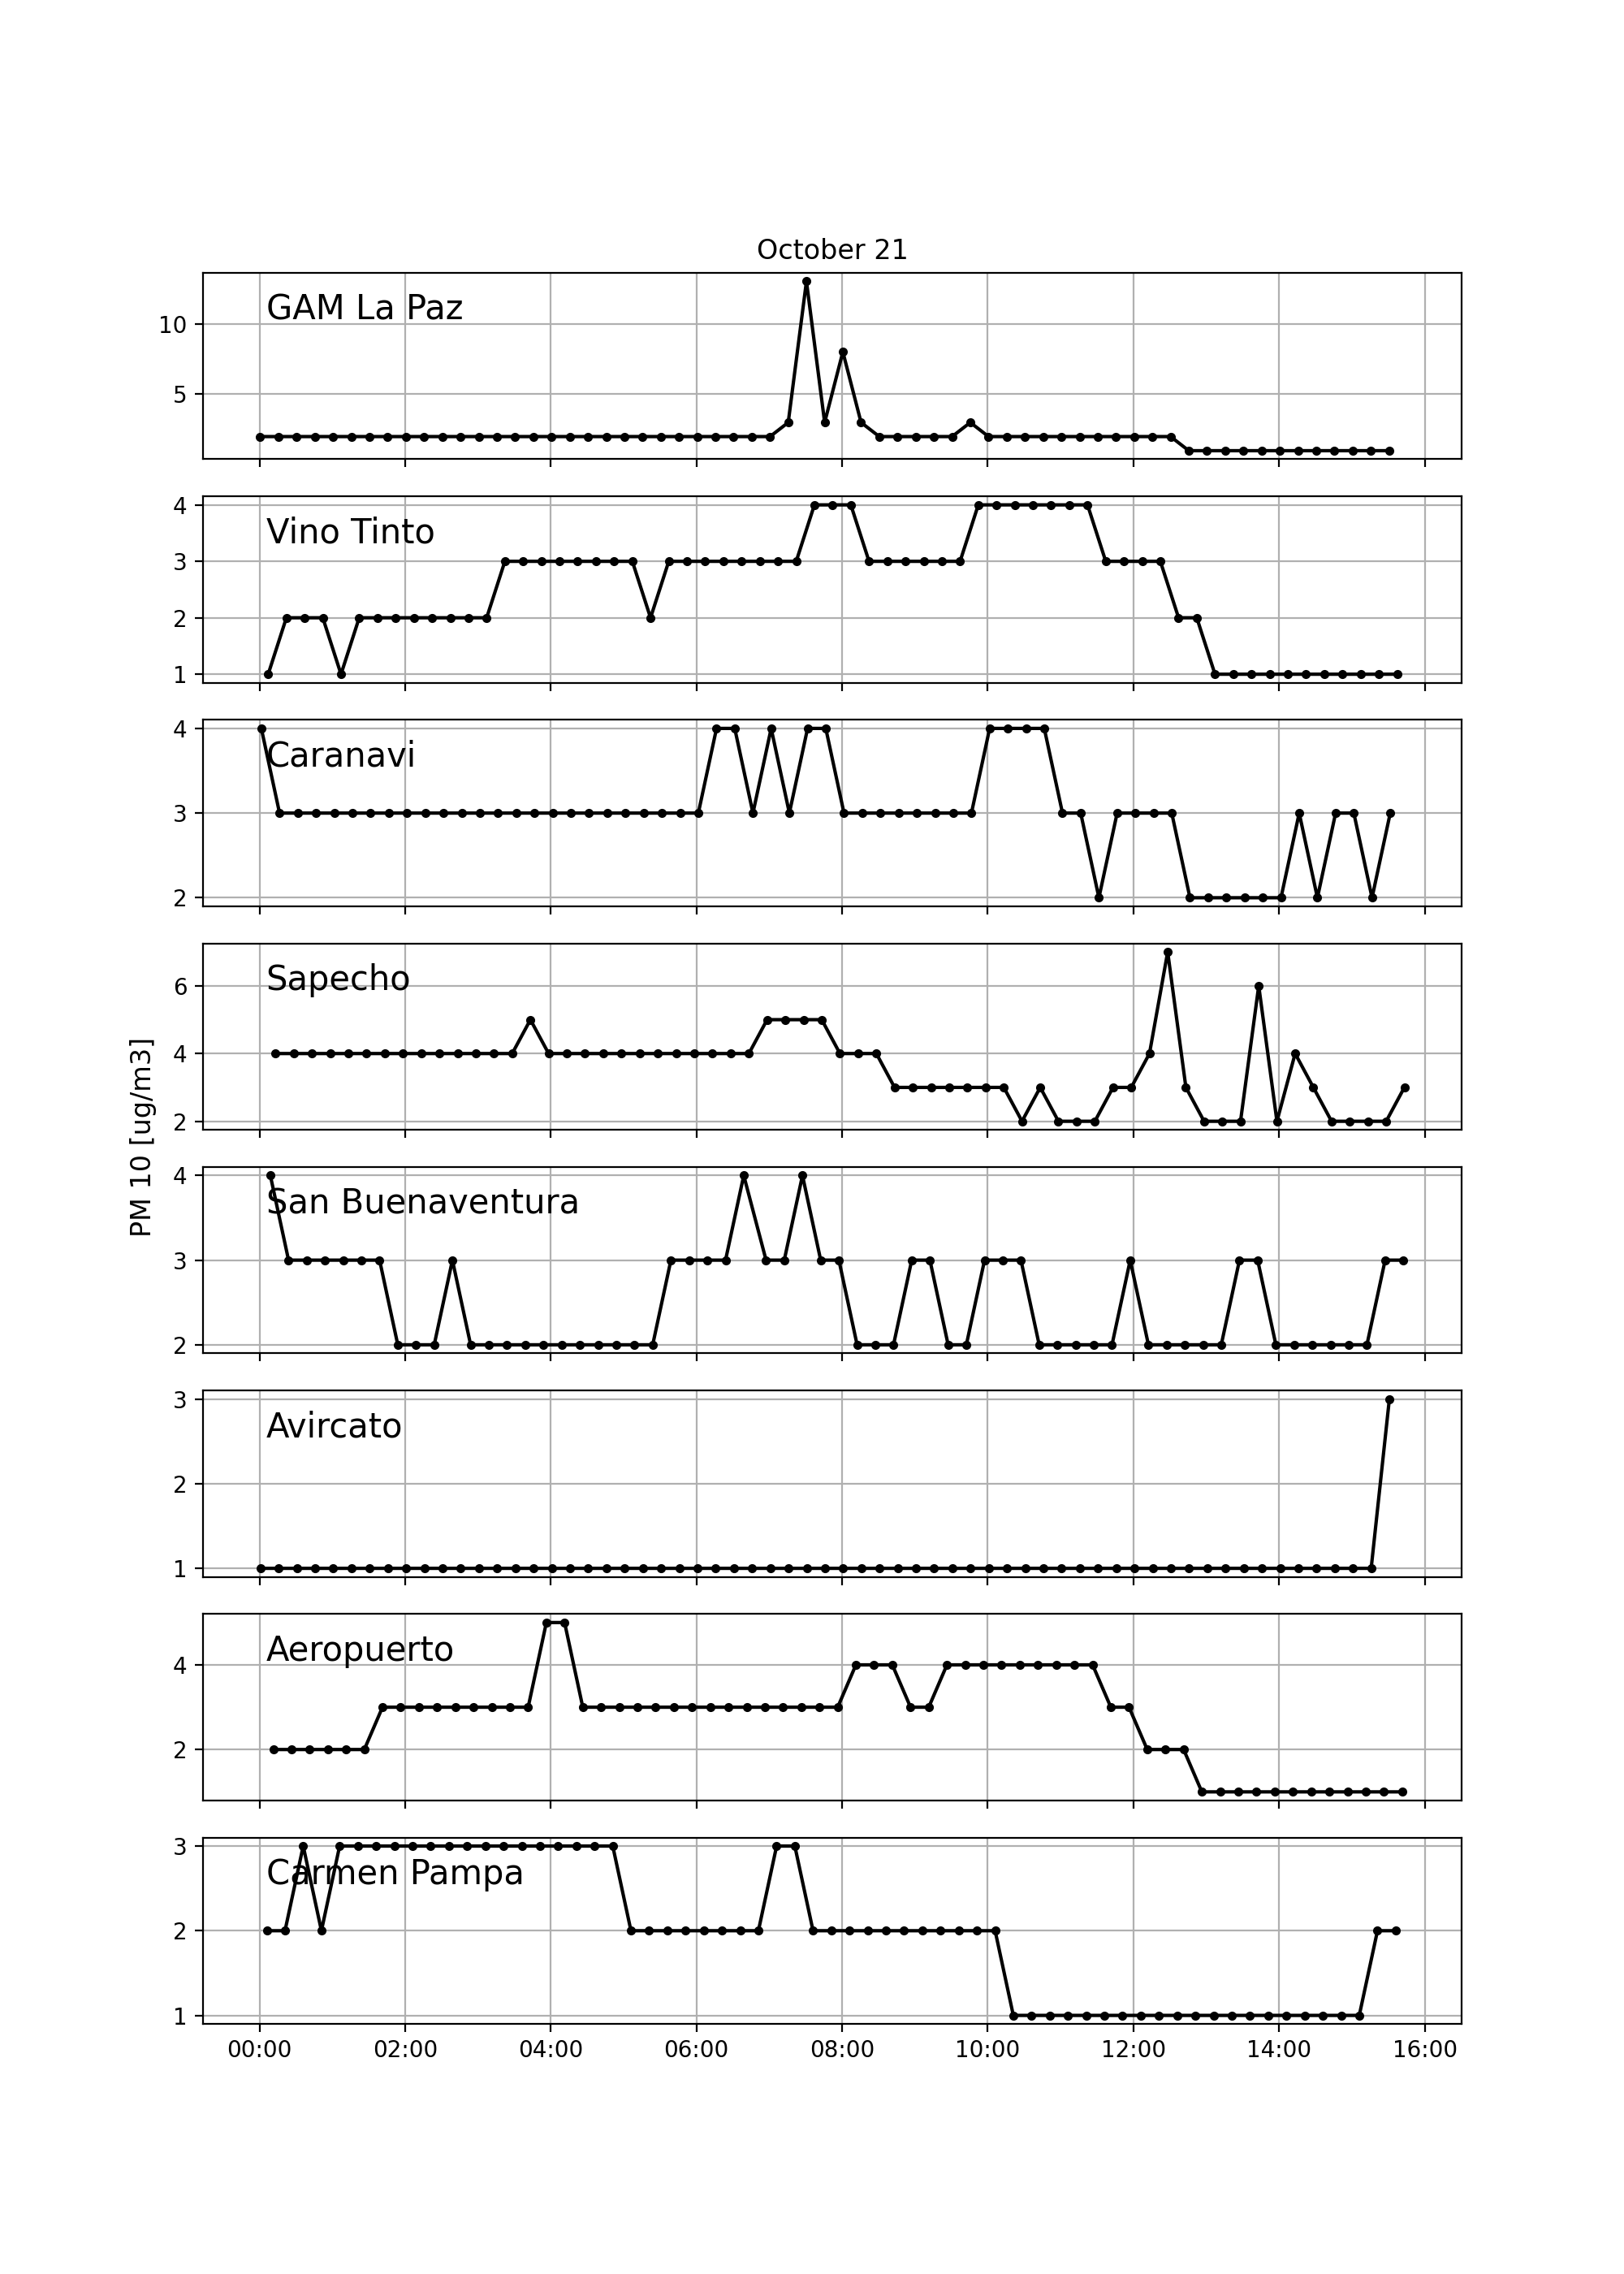 October 21
GAM La Paz
10
5
Vino Tinto
4
3
2
1
Caranavi
4
3
2
Sapecho
6
4
2
PM 10 [ug/m3]
San Buenaventura
4
3
2
Avircato
3
2
1
Aeropuerto
4
2
Carmen Pampa
3
2
1
00:00 02:00 04:00 06:00 08:00 10:00 12:00 14:00 16:00